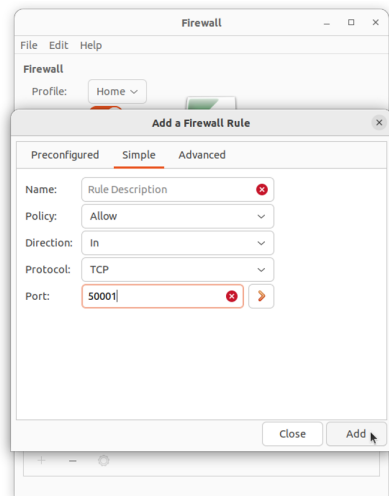 Firewall
File Edit Help
Firewall
Profile: Home
Add a Firewall Rule
Preconfigured Simple Advanced
Name: Rule Description
Policy: Allow
Direction: In
Protocol: TCP
Port: 50001
Close Add